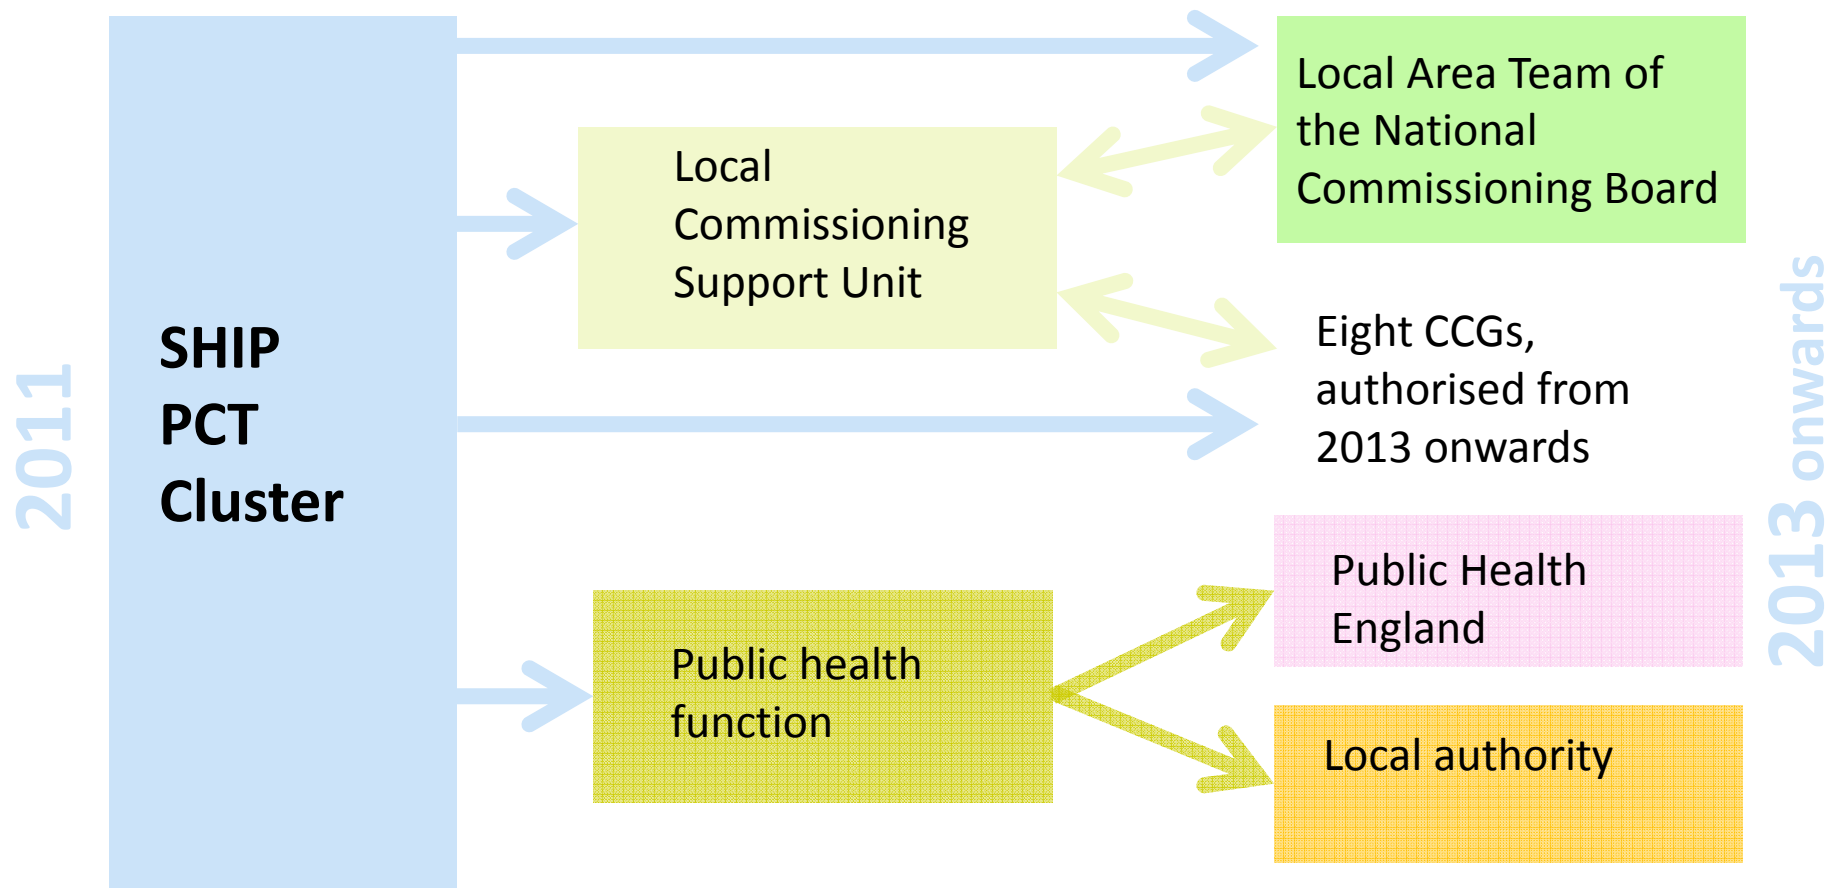 2011
SHIP
PCT
Cluster
Local
Commissioning
Support Unit
Public health
function
Local Area Team of
the National
Commissioning Board
Eight CCGs,
authorised from
2013 onwards
Public Health
England
Local authority
2013 onwards